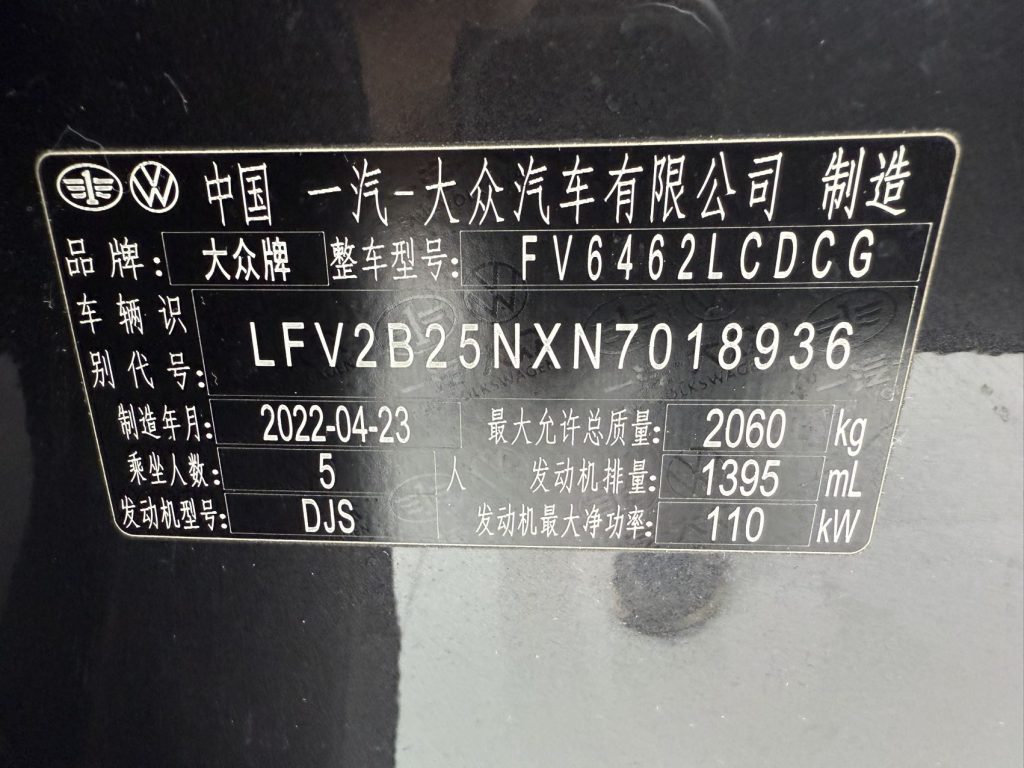 中国 一汽-大众汽车有限公司 制造
品牌: 大众牌 整车型号: FV6462LCDCG
车辆识别代号: LFV2B25NXN7018936
制造年月: 2022-04-23 最大允许总质量: 2060 kg
乘坐人数: 5 人 发动机排量: 1395 mL
发动机型号: DJS 发动机最大净功率: 110 kW